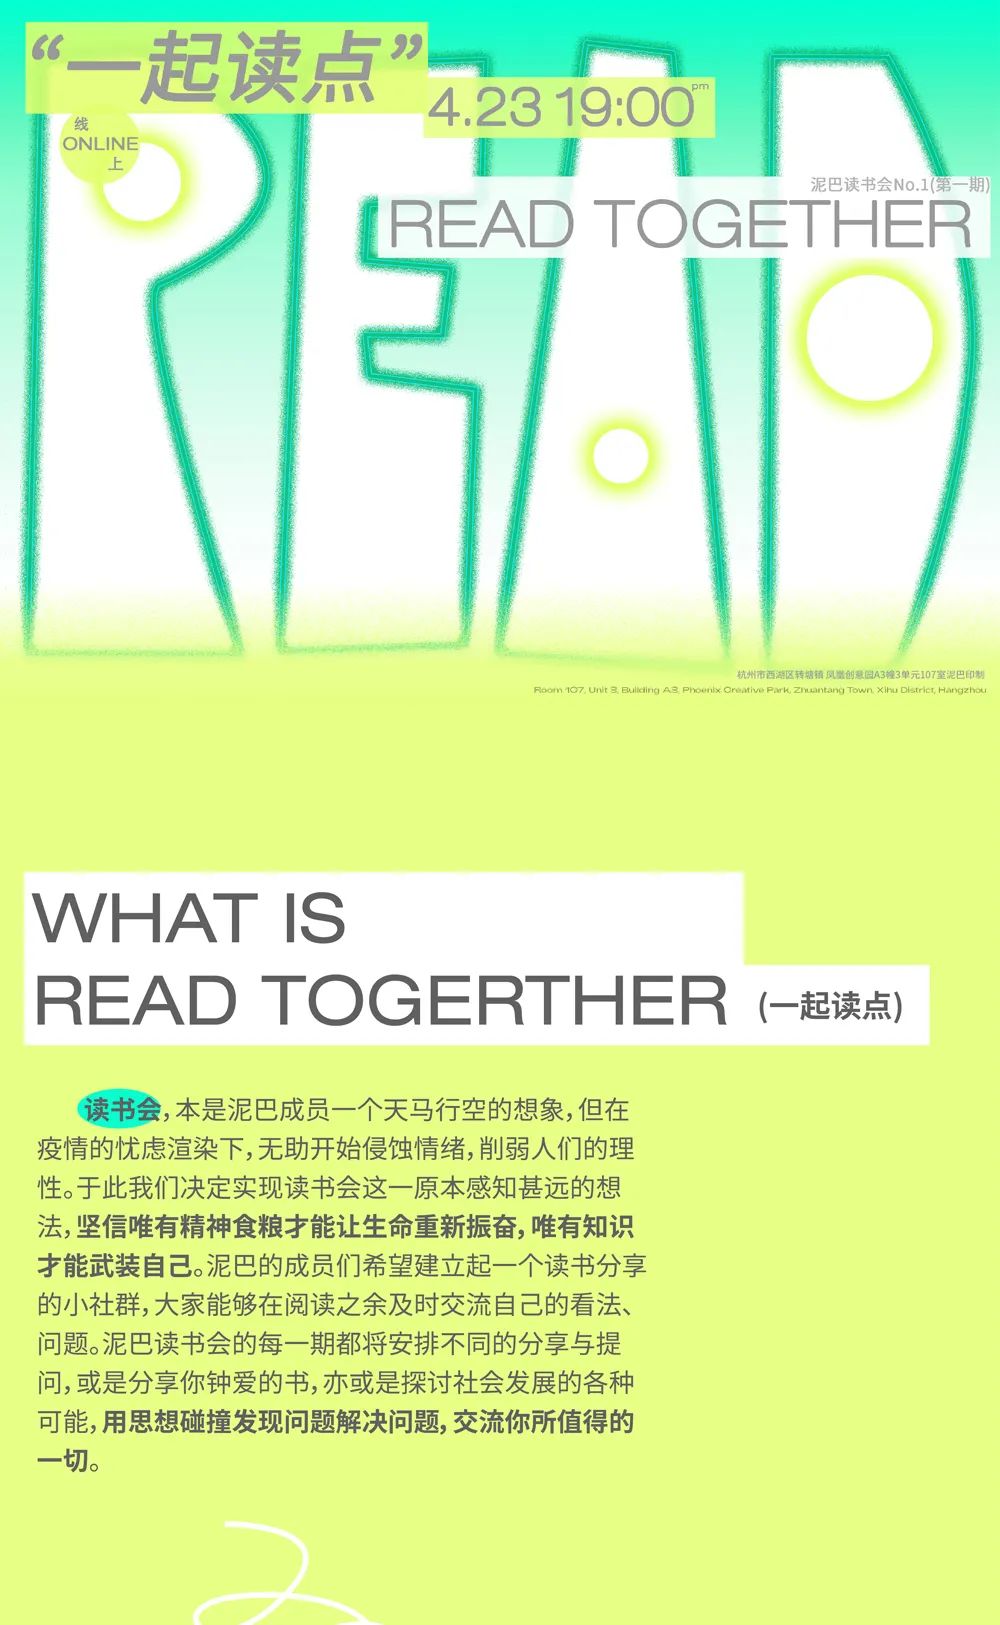 “一起读点”
4.23 19:00pm
线
ONLINE
上
泥巴读书会No.1(第一期)
READ TOGETHER
READ
杭州市西湖区转塘镇 凤凰创意园A3幢3单元107室泥巴印制
Room 107, Unit 3, Building A3, Phoenix Creative Park, Zhuantang Town, Xihu District, Hangzhou
WHAT IS
READ TOGERTHER (一起读点)
读书会，本是泥巴成员一个天马行空的想象，但在
疫情的忧虑渲染下，无助开始侵蚀情绪，削弱人们的理
性。于此我们决定实现读书会这一原本感知甚远的想
法，坚信唯有精神食粮才能让生命重新振奋，唯有知识
才能武装自己。泥巴的成员们希望建立起一个读书分享
的小社群，大家能够在阅读之余及时交流自己的看法、
问题。泥巴读书会的每一期都将安排不同的分享与提
问，或是分享你钟爱的书，亦或是探讨社会发展的各种
可能，用思想碰撞发现问题解决问题，交流你所值得的
一切。